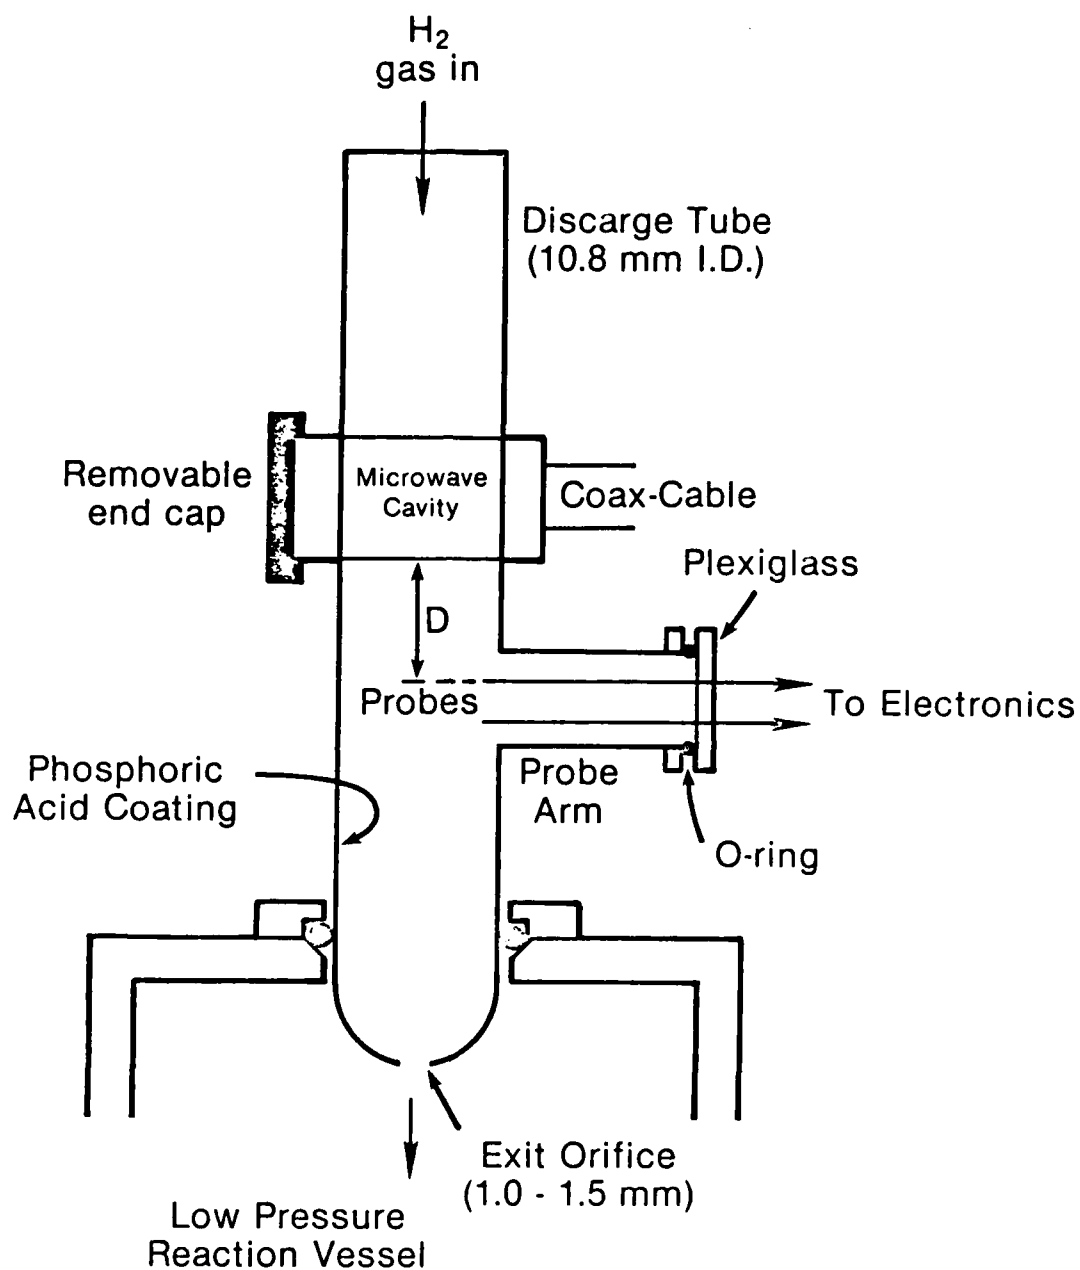 H₂
gas in
Discarge Tube
(10.8 mm I.D.)
Removable
end cap
Microwave
Cavity
Coax-Cable
Plexiglass
D
Probes
To Electronics
Phosphoric
Acid Coating
Probe
Arm
O-ring
Exit Orifice
(1.0 - 1.5 mm)
Low Pressure
Reaction Vessel